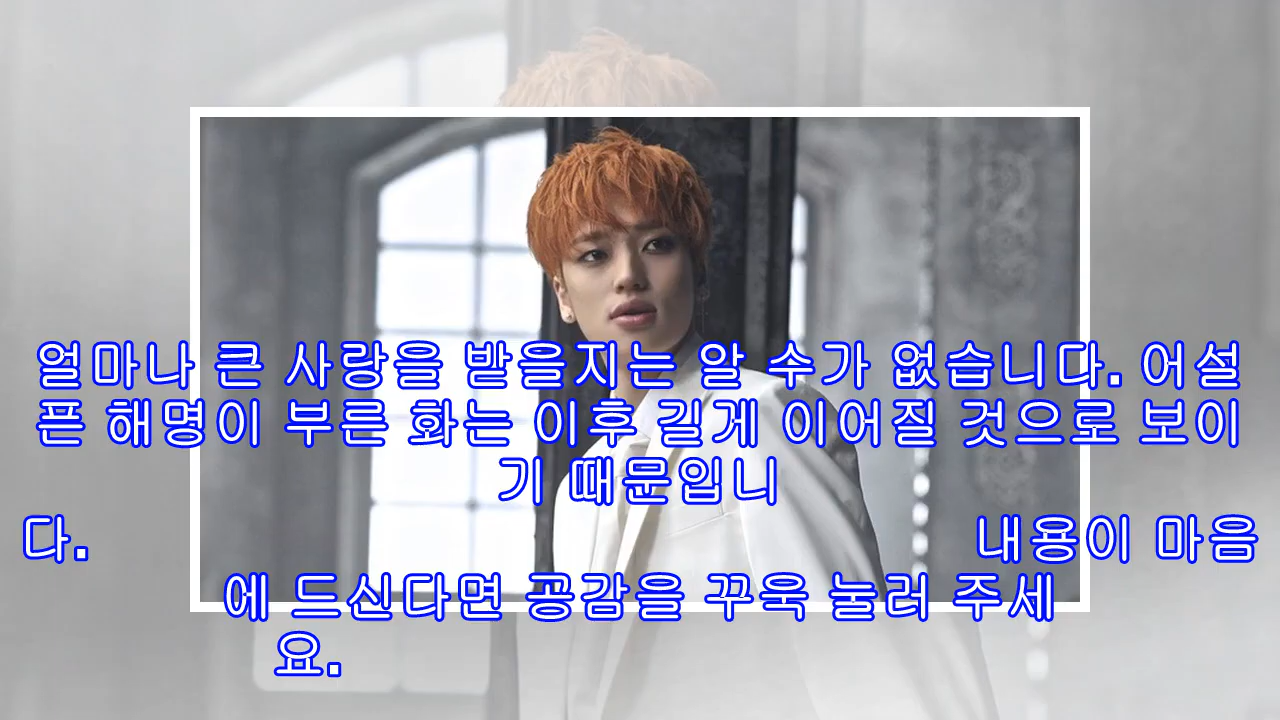 얼마나 큰 사랑을 받을지는 알 수가 없습니다. 어설
픈 해명이 부른 화는 이후 길게 이어질 것으로 보이
기 때문입니
다. 내용이 마음
에 드신다면 공감을 꾸욱 눌러 주세
요.